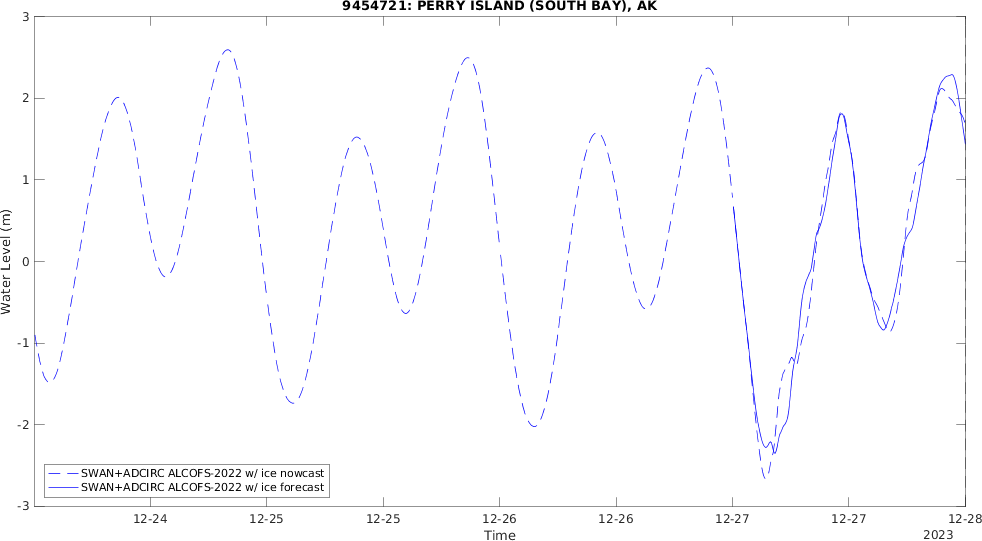 9454721: PERRY ISLAND (SOUTH BAY), AK
3
2
1
0
-1
-2
-3
Water Level (m)
SWAN+ADCIRC ALCOFS-2022 w/ ice nowcast
SWAN+ADCIRC ALCOFS-2022 w/ ice forecast
12-24 12-25 12-25 12-26 12-26 12-27 12-27 12-28
Time
2023